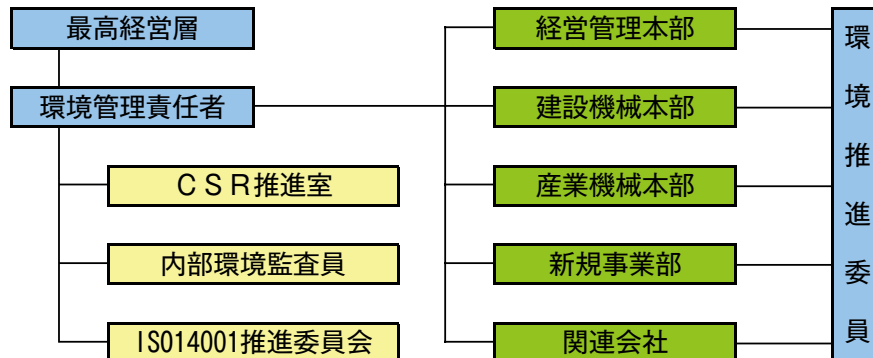 最高経営層
環境管理責任者
ＣＳＲ推進室
内部環境監査員
ISO14001推進委員会
経営管理本部
建設機械本部
産業機械本部
新規事業部
関連会社
環境推進委員